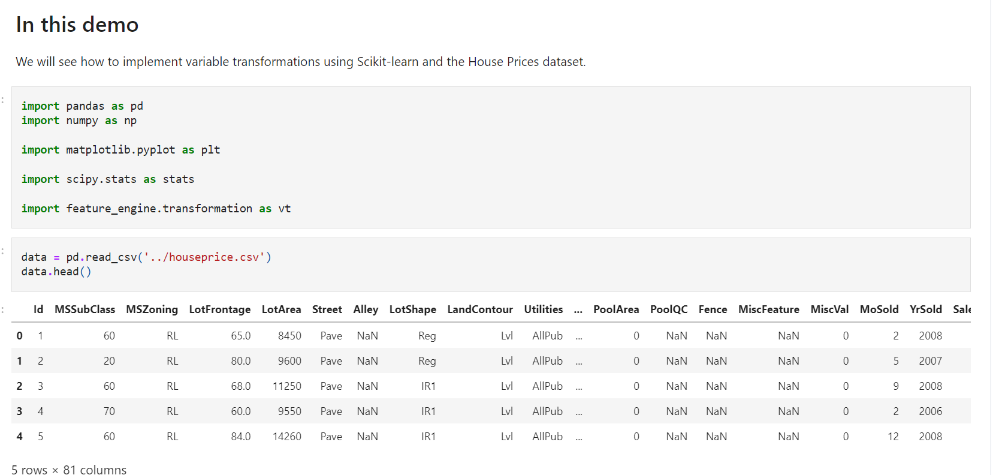 In this demo
We will see how to implement variable transformations using Scikit-learn and the House Prices dataset.
import pandas as pd
import numpy as np
import matplotlib.pyplot as plt
import scipy.stats as stats
import feature_engine.transformation as vt
data = pd.read_csv('../houseprice.csv')
data.head()
Id MSSubClass MSZoning LotFrontage LotArea Street Alley LotShape LandContour Utilities ... PoolArea PoolQC Fence MiscFeature MiscVal MoSold YrSold Sale
0 1 60 RL 65.0 8450 Pave NaN Reg Lvl AllPub ... 0 NaN NaN NaN 0 2 2008
1 2 20 RL 80.0 9600 Pave NaN Reg Lvl AllPub ... 0 NaN NaN NaN 0 5 2007
2 3 60 RL 68.0 11250 Pave NaN IR1 Lvl AllPub ... 0 NaN NaN NaN 0 9 2008
3 4 70 RL 60.0 9550 Pave NaN IR1 Lvl AllPub ... 0 NaN NaN NaN 0 2 2006
4 5 60 RL 84.0 14260 Pave NaN IR1 Lvl AllPub ... 0 NaN NaN NaN 0 12 2008
5 rows × 81 columns